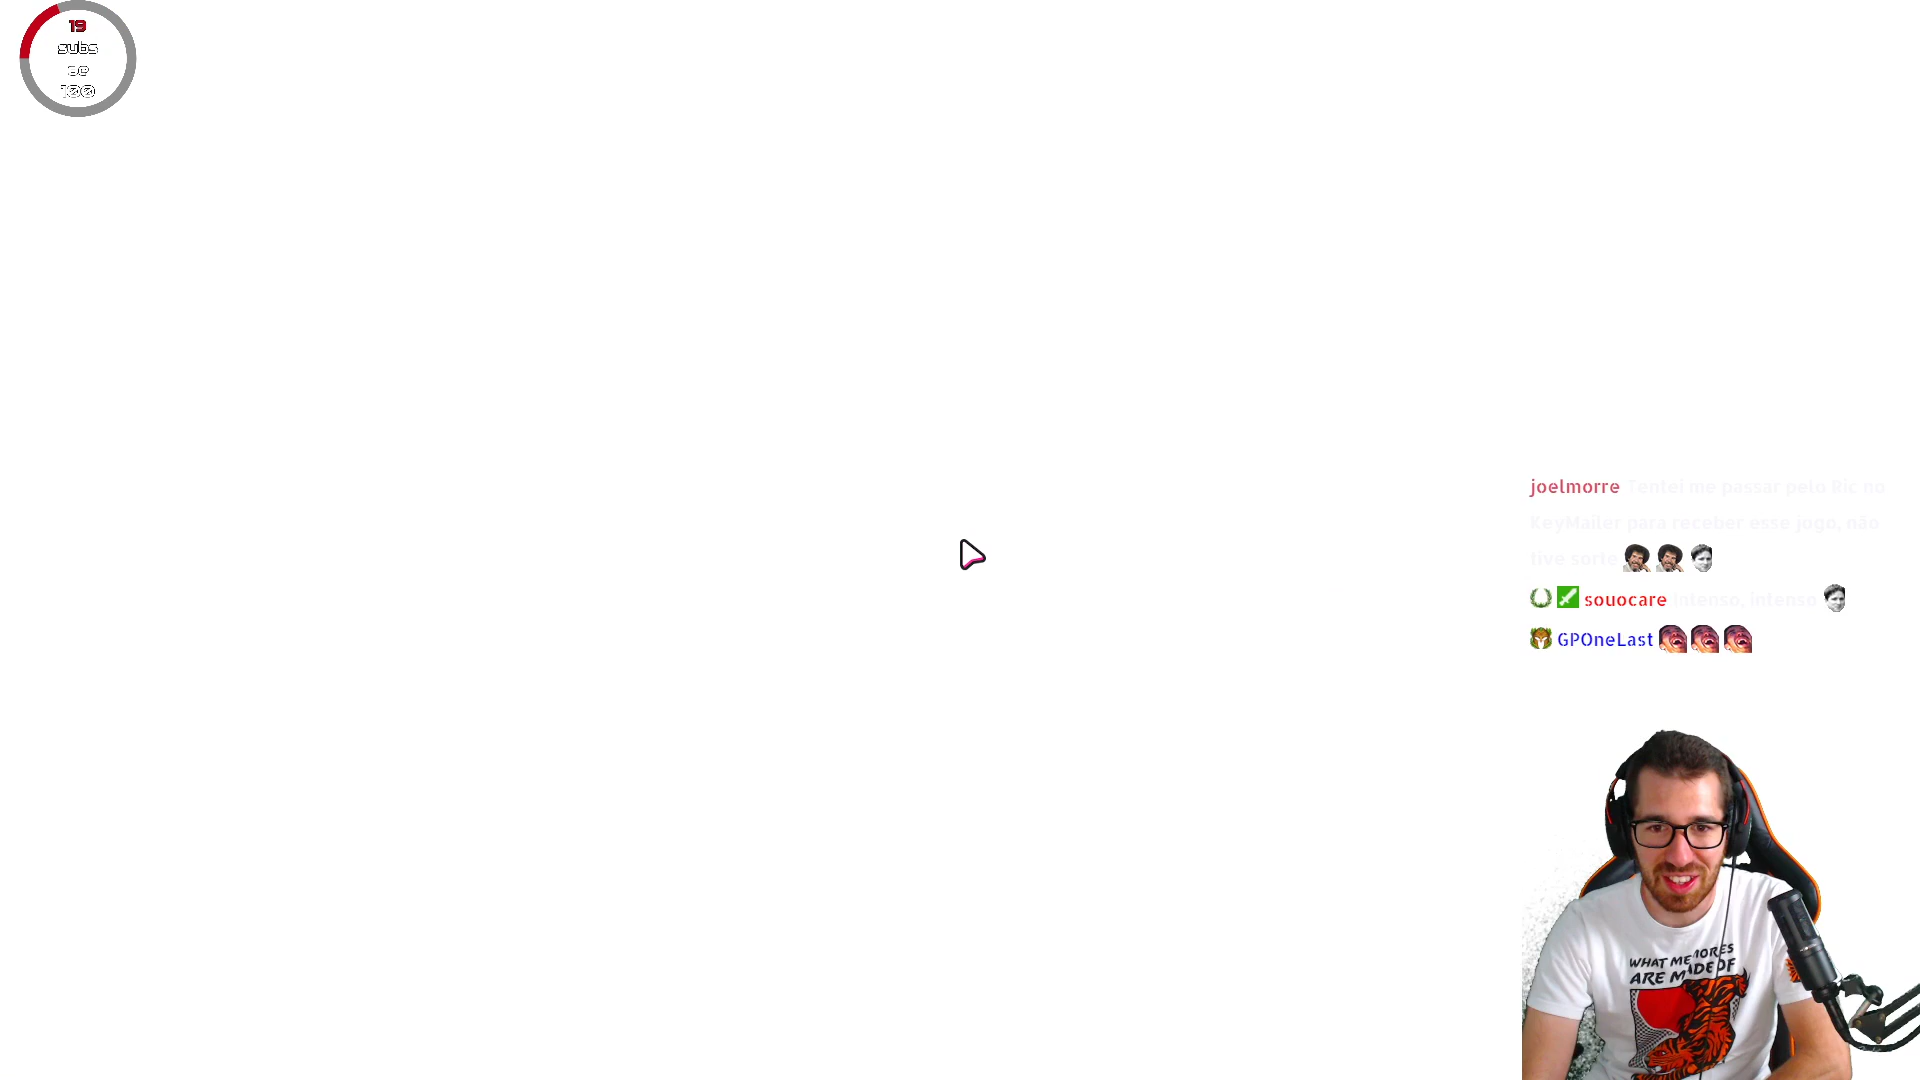 19
subs
de
100
joelmorre Tentei me passar pelo Ric no
KeyMailer para receber esse jogo, não
tive sorte
souocare intenso, intenso
GPOneLast
WHAT MEMORIES
ARE MADE OF